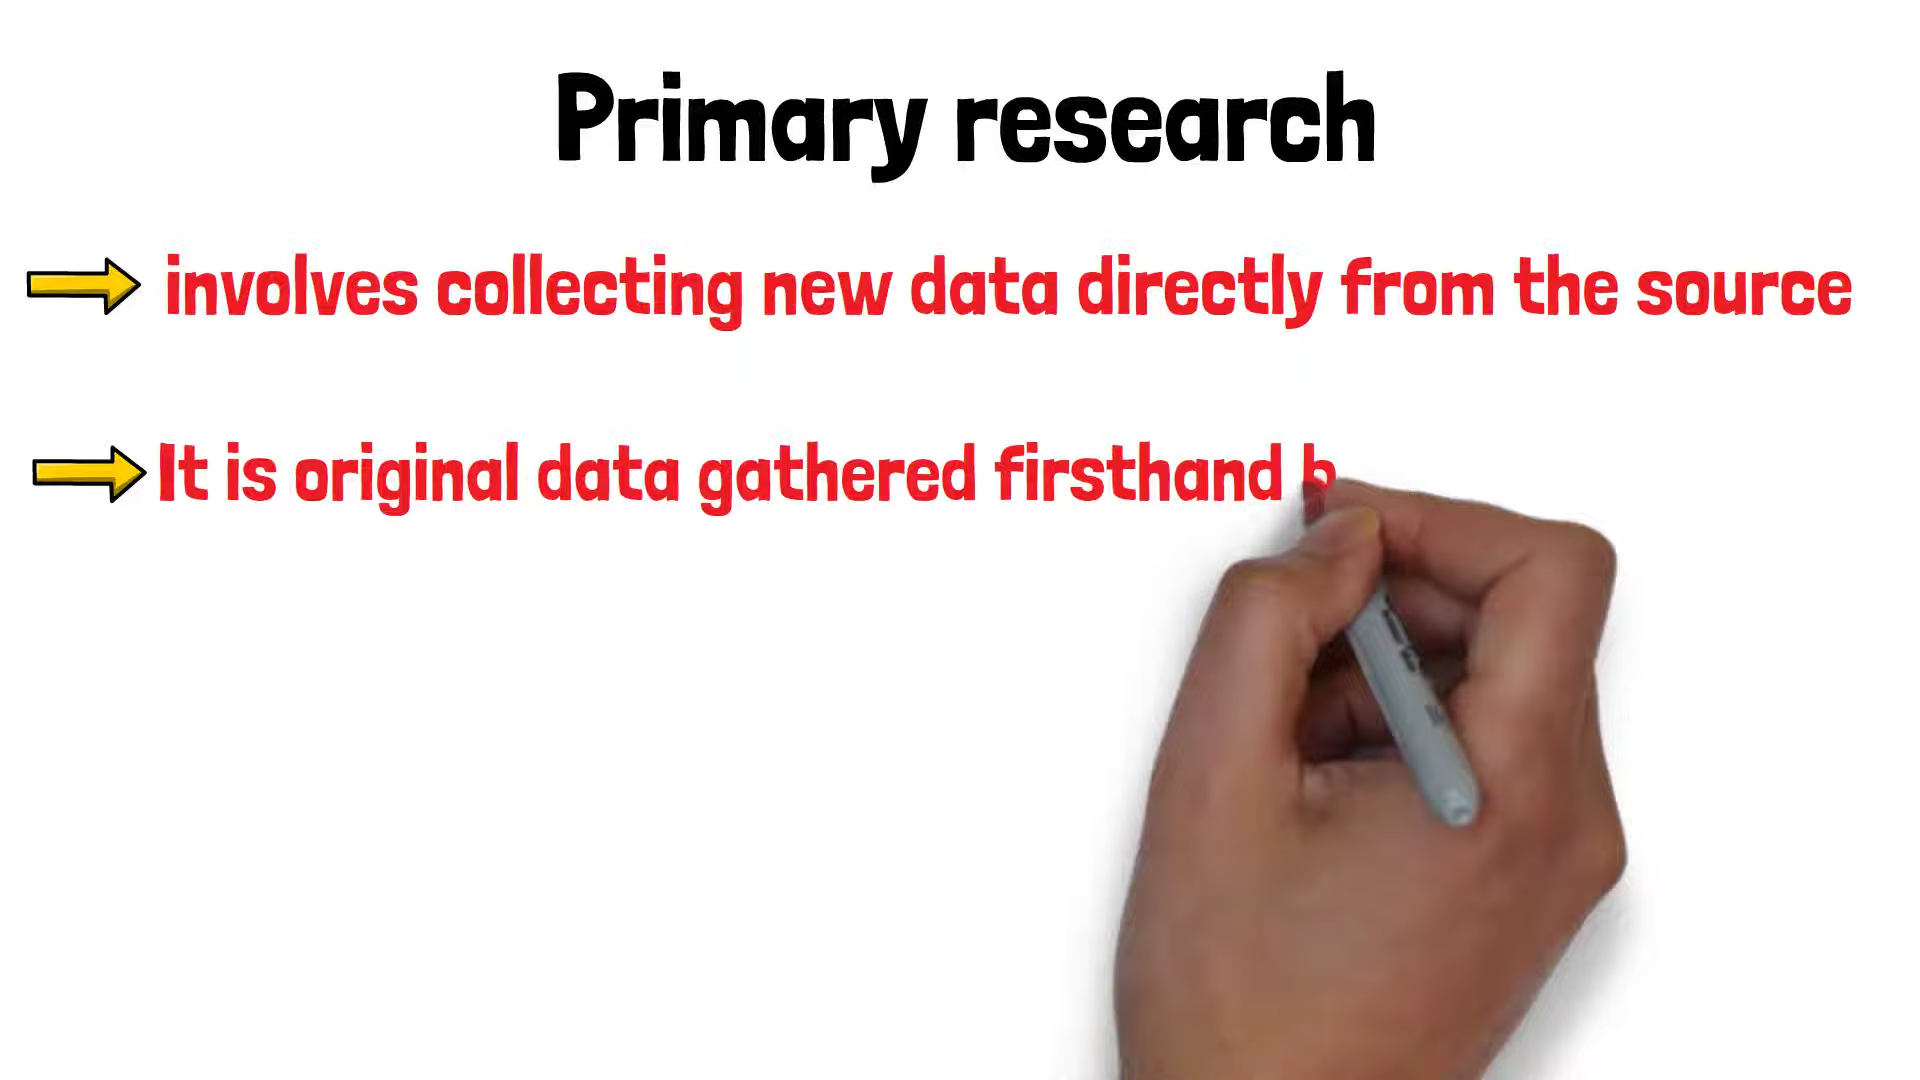 Primary research
involves collecting new data directly from the source
It is original data gathered firsthand b